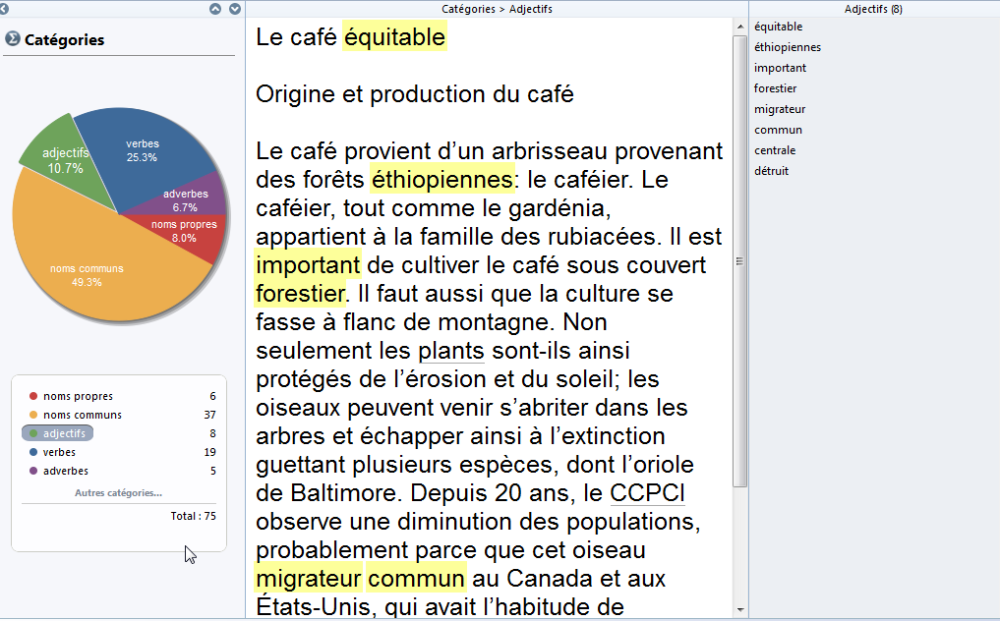 Catégories
adjectifs
10.7%
verbes
25.3%
adverbes
6.7%
noms propres
8.0%
noms communs
49.3%
noms propres 6
noms communs 37
adjectifs 8
verbes 19
adverbes 5
Autres catégories...
Total : 75
Catégories > Adjectifs
Le café équitable
Origine et production du café
Le café provient d’un arbrisseau provenant
des forêts éthiopiennes: le caféier. Le
caféier, tout comme le gardénia,
appartient à la famille des rubiacées. Il est
important de cultiver le café sous couvert
forestier. Il faut aussi que la culture se
fasse à flanc de montagne. Non
seulement les plants sont-ils ainsi
protégés de l’érosion et du soleil; les
oiseaux peuvent venir s’abriter dans les
arbres et échapper ainsi à l’extinction
guettant plusieurs espèces, dont l’oriole
de Baltimore. Depuis 20 ans, le CCPCI
observe une diminution des populations,
probablement parce que cet oiseau
migrateur commun au Canada et aux
États-Unis, qui avait l’habitude de
Adjectifs (8)
équitable
éthiopiennes
important
forestier
migrateur
commun
centrale
détruit